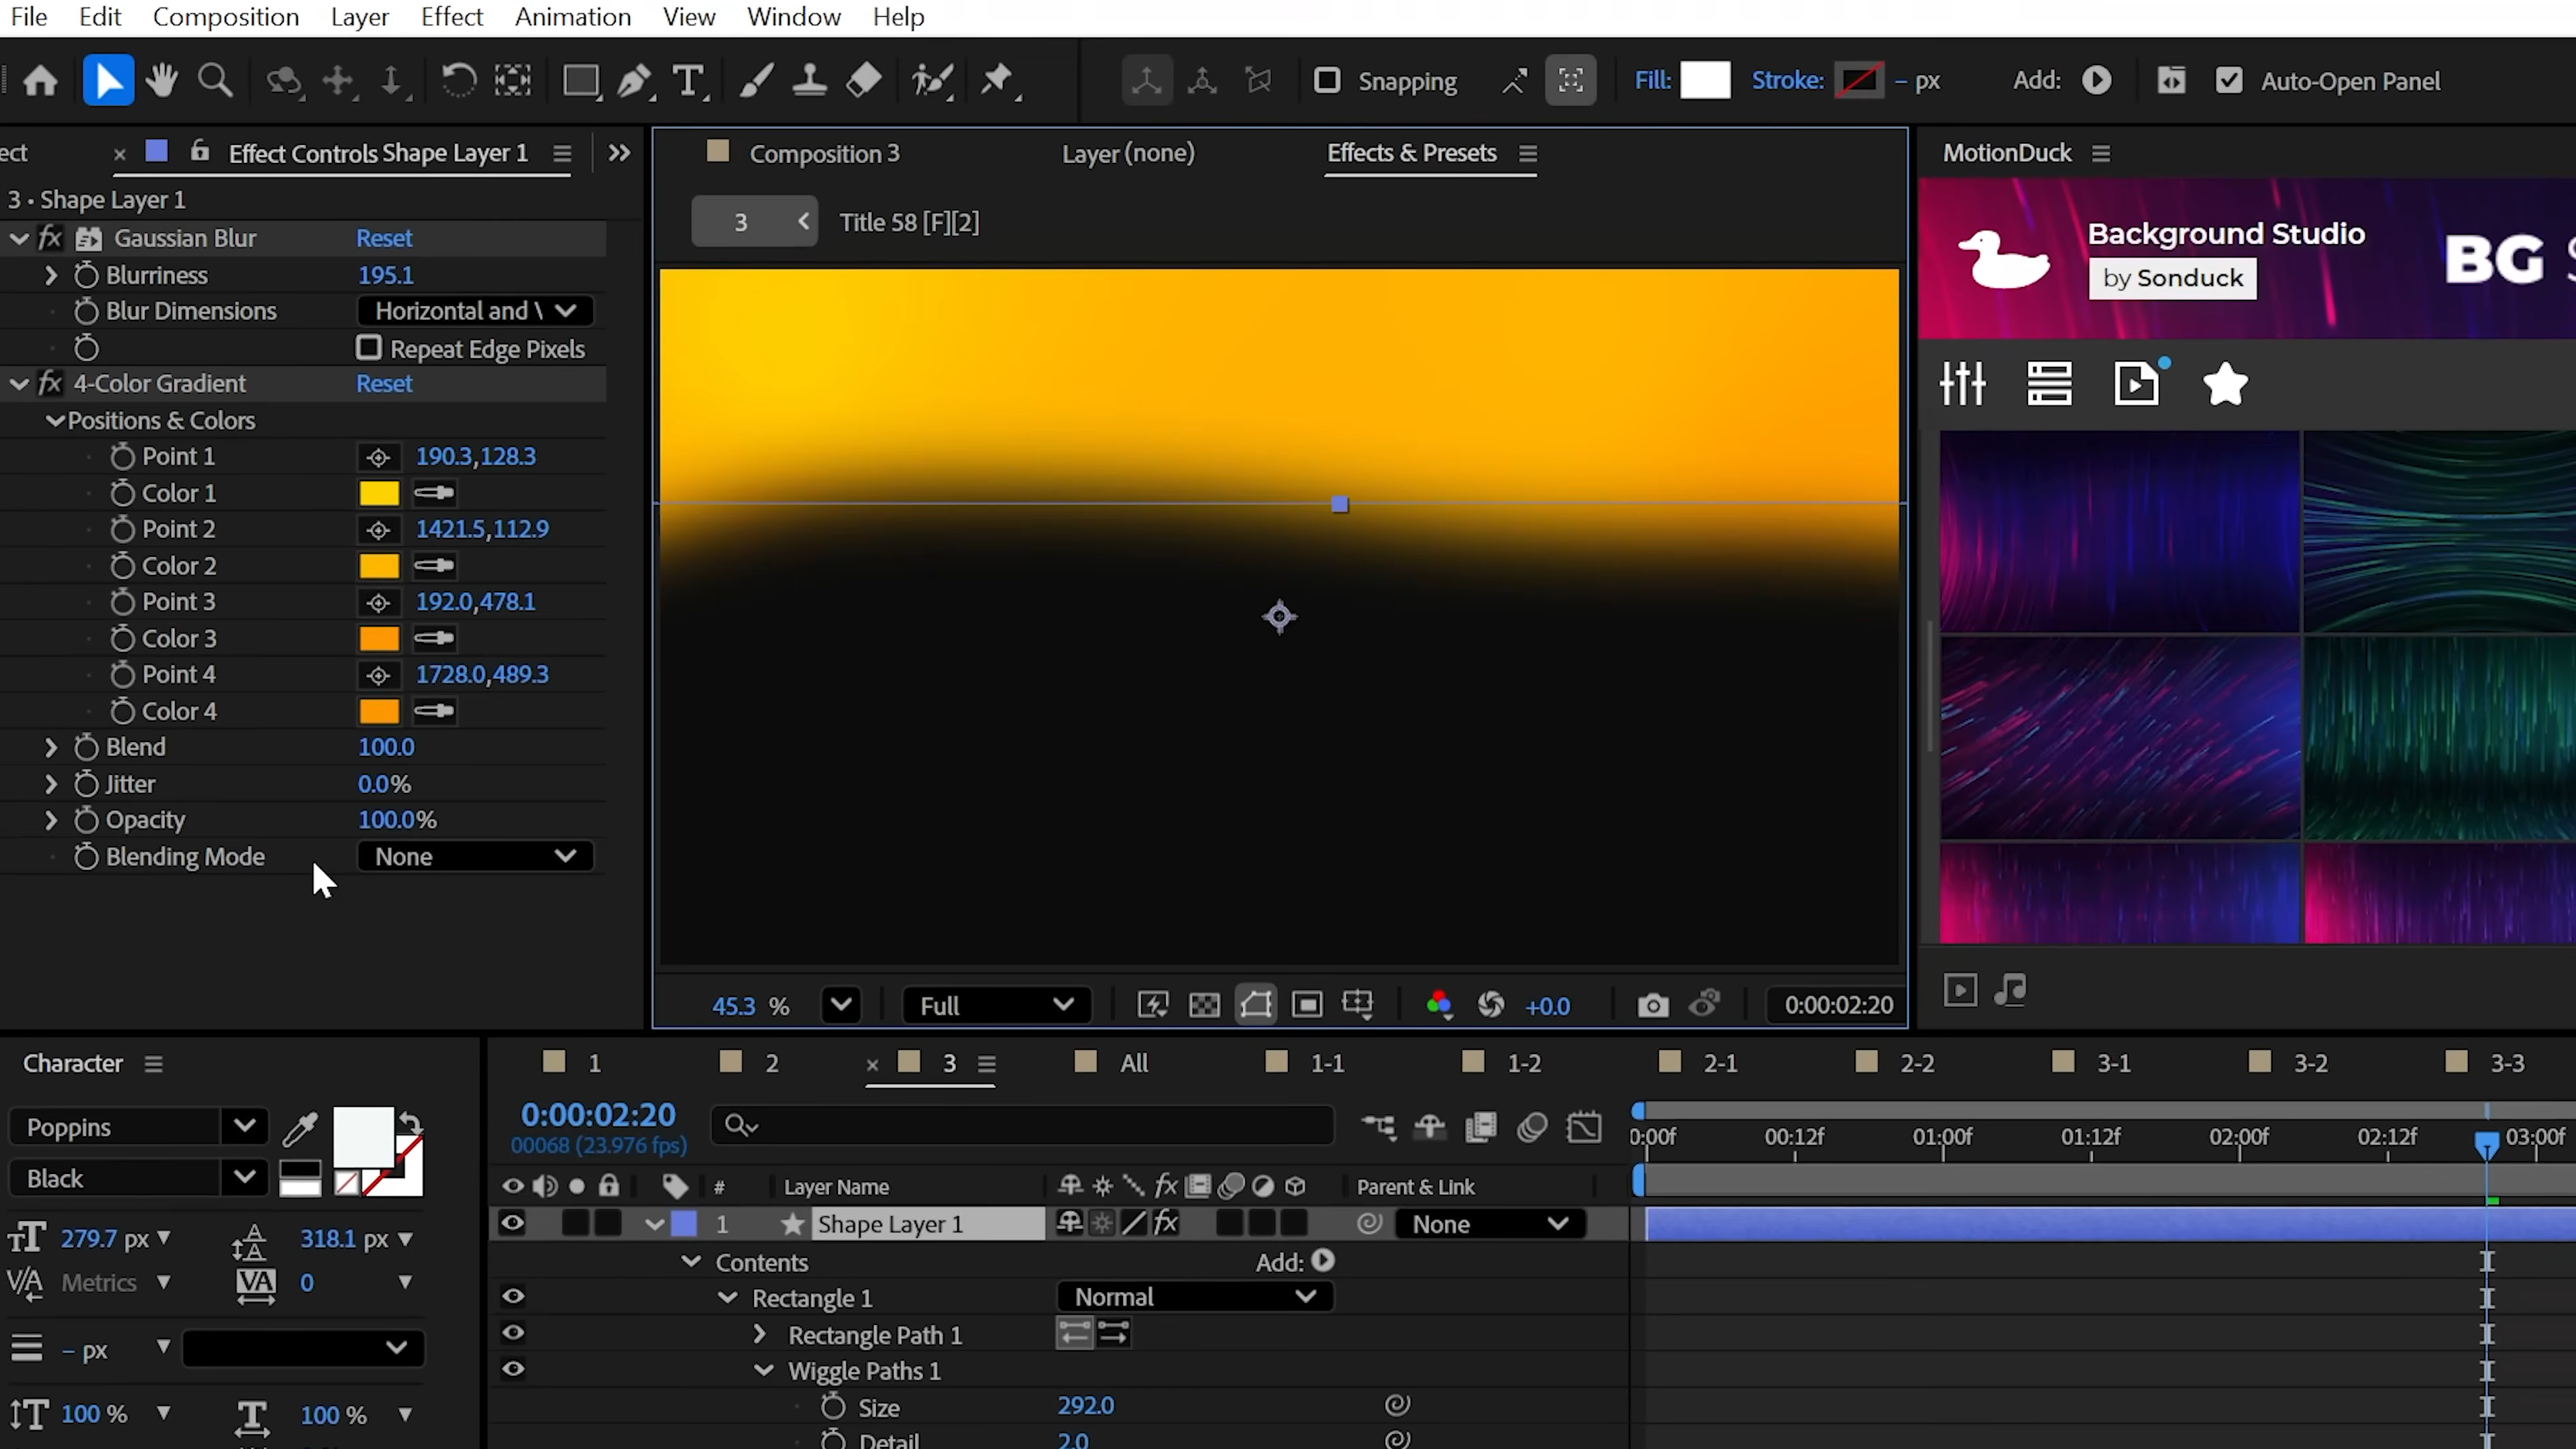 File Edit Composition Layer Effect Animation View Window Help
Snapping Fill: Stroke: – px Add: Auto-Open Panel
ect × Effect Controls Shape Layer 1
3 • Shape Layer 1
fx Gaussian Blur Reset
Blurriness 195.1
Blur Dimensions Horizontal and \
Repeat Edge Pixels
fx 4-Color Gradient Reset
Positions & Colors
Point 1 190.3,128.3
Color 1
Point 2 1421.5,112.9
Color 2
Point 3 192.0,478.1
Color 3
Point 4 1728.0,489.3
Color 4
Blend 100.0
Jitter 0.0%
Opacity 100.0%
Blending Mode None
Composition 3 Layer (none) Effects & Presets
3 Title 58 [F][2]
45.3 % Full +0.0 0:00:02:20
MotionDuck
Background Studio
by Sonduck
BG S
Character
Poppins
Black
279.7 px 318.1 px
Metrics 0
– px
100 % 100 %
1 2 × 3 All 1-1 1-2 2-1 2-2 3-1 3-2 3-3
0:00:02:20
00068 (23.976 fps)
0:00f 00:12f 01:00f 01:12f 02:00f 02:12f 03:00f
# Layer Name fx Parent & Link
1 Shape Layer 1 fx None
Contents Add:
Rectangle 1 Normal
Rectangle Path 1
Wiggle Paths 1
Size 292.0
Detail 2.0